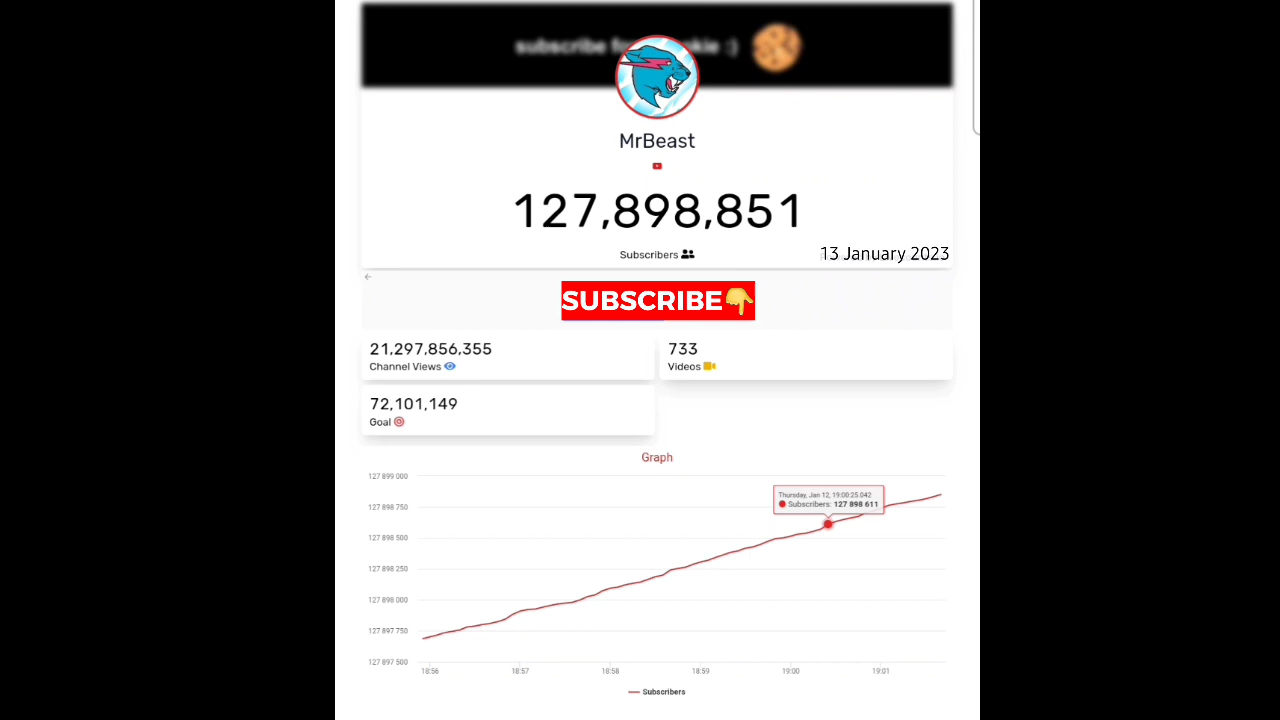 subscribe for   kie :)
MrBeast
127,898,851
Subscribers
13 January 2023
←
SUBSCRIBE👇
21,297,856,355
Channel Views
733
Videos
72,101,149
Goal
Graph
127 899 000
127 898 750
127 898 500
127 898 250
127 898 000
127 897 750
127 897 500
Thursday, Jan 12, 19:00:25.042
Subscribers: 127 898 611
18:56 18:57 18:58 18:59 19:00 19:01
Subscribers